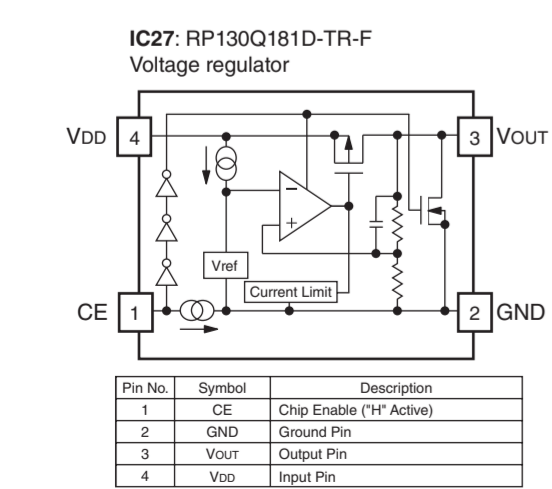 IC27: RP130Q181D-TR-F
Voltage regulator
VDD 4
3 VOUT
−
+
Vref
Current Limit
CE 1
2 GND
Pin No. Symbol Description
1 CE Chip Enable ("H" Active)
2 GND Ground Pin
3 VOUT Output Pin
4 VDD Input Pin